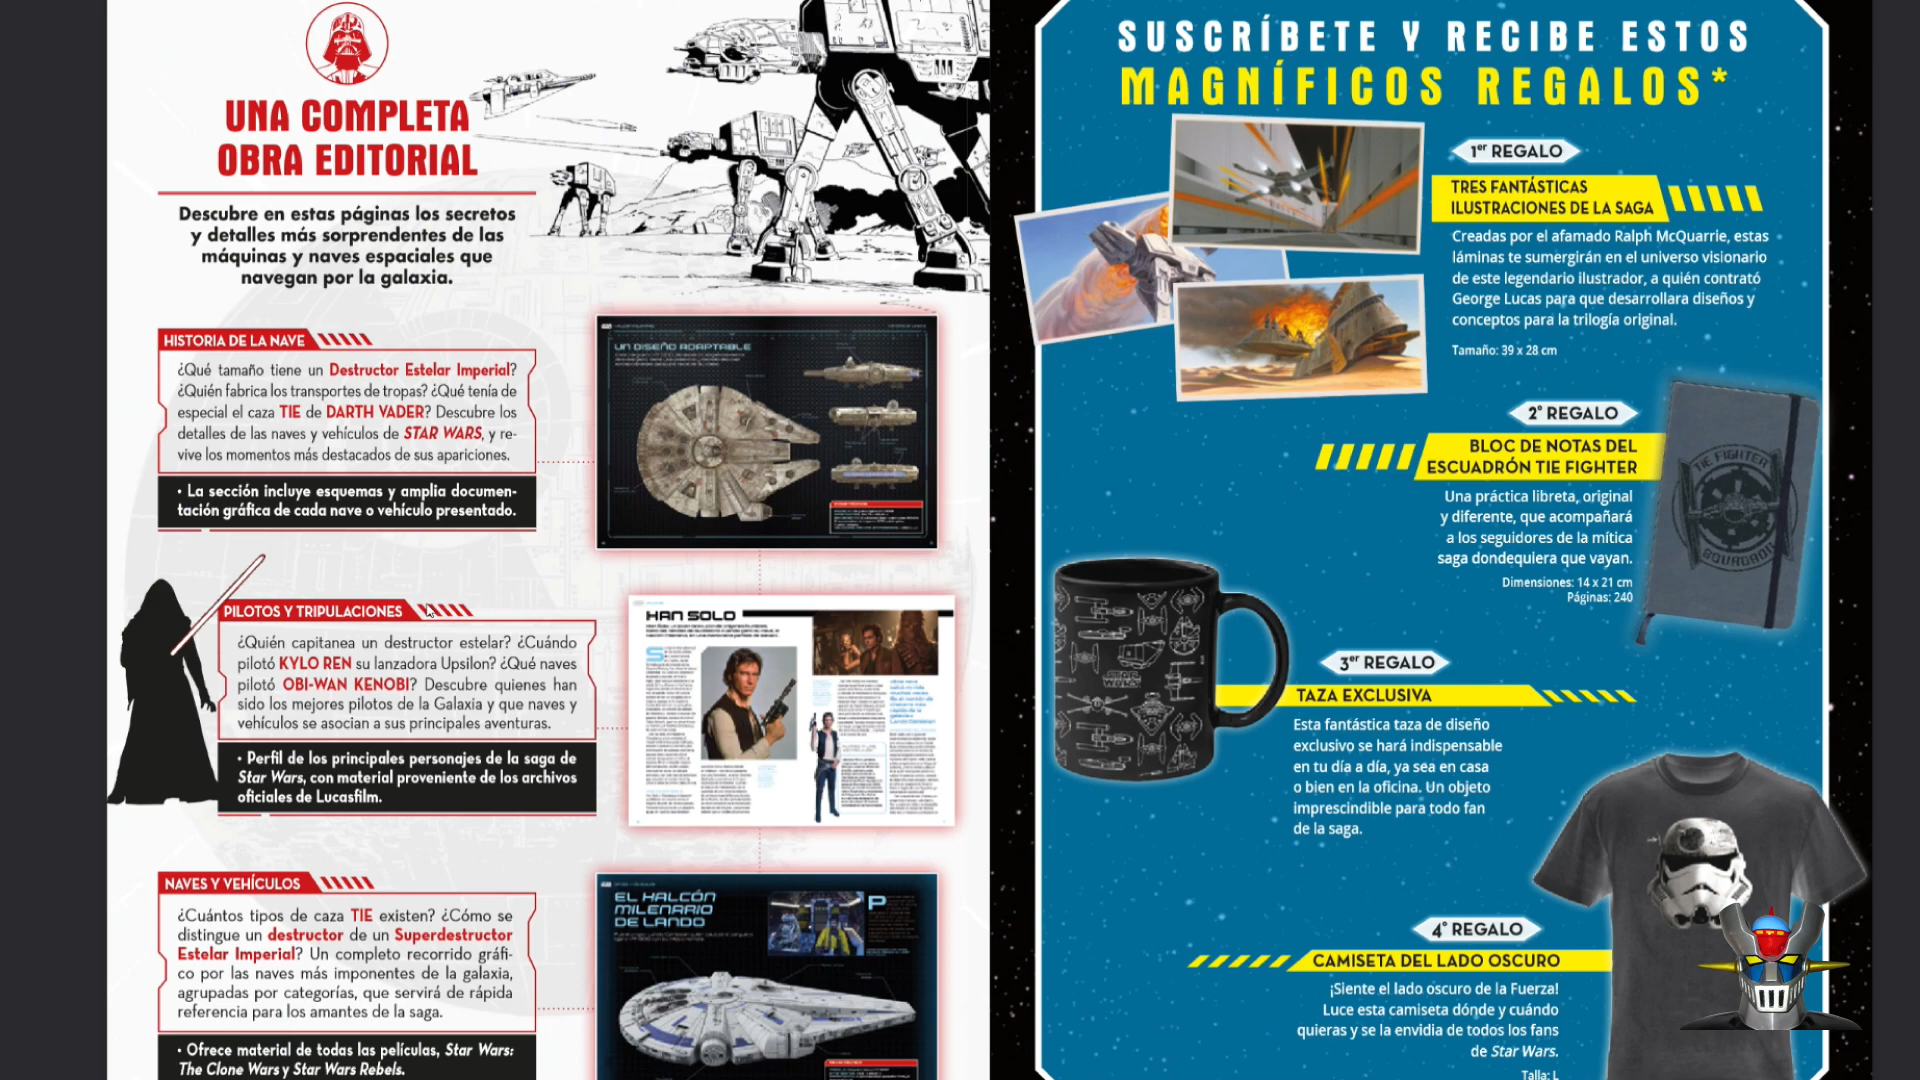 UNA COMPLETA
OBRA EDITORIAL
Descubre en estas páginas los secretos
y detalles más sorprendentes de las
máquinas y naves espaciales que
navegan por la galaxia.
HISTORIA DE LA NAVE
¿Qué tamaño tiene un Destructor Estelar Imperial?
¿Quién fabrica los transportes de tropas? ¿Qué tenía de
especial el caza TIE de DARTH VADER? Descubre los
detalles de las naves y vehículos de STAR WARS, y re-
vive los momentos más destacados de sus apariciones.
• La sección incluye esquemas y amplia documen-
tación gráfica de cada nave o vehículo presentado.
UN DISEÑO ADAPTABLE
PILOTOS Y TRIPULACIONES
¿Quién capitanea un destructor estelar? ¿Cuándo
pilotó KYLO REN su lanzadora Upsilon? ¿Qué naves
pilotó OBI-WAN KENOBI? Descubre quienes han
sido los mejores pilotos de la Galaxia y que naves y
vehículos se asocian a sus principales aventuras.
• Perfil de los principales personajes de la saga de
Star Wars, con material proveniente de los archivos
oficiales de Lucasfilm.
HAN SOLO
NAVES Y VEHÍCULOS
¿Cuántos tipos de caza TIE existen? ¿Cómo se
distingue un destructor de un Superdestructor
Estelar Imperial? Un completo recorrido gráfi-
co por las naves más imponentes de la galaxia,
agrupadas por categorías, que servirá de rápida
referencia para los amantes de la saga.
• Ofrece material de todas las películas, Star Wars:
The Clone Wars y Star Wars Rebels.
EL HALCÓN
MILENARIO
DE LANDO
SUSCRÍBETE Y RECIBE ESTOS
MAGNÍFICOS REGALOS*
1er REGALO
TRES FANTÁSTICAS
ILUSTRACIONES DE LA SAGA
Creadas por el afamado Ralph McQuarrie, estas
láminas te sumergirán en el universo visionario
de este legendario ilustrador, a quién contrató
George Lucas para que desarrollara diseños y
conceptos para la trilogía original.
Tamaño: 39 x 28 cm
2º REGALO
BLOC DE NOTAS DEL
ESCUADRÓN TIE FIGHTER
Una práctica libreta, original
y diferente, que acompañará
a los seguidores de la mítica
saga dondequiera que vayan.
Dimensiones: 14 x 21 cm
Páginas: 240
TIE FIGHTER
SQUADRON
3er REGALO
TAZA EXCLUSIVA
Esta fantástica taza de diseño
exclusivo se hará indispensable
en tu día a día, ya sea en casa
o bien en la oficina. Un objeto
imprescindible para todo fan
de la saga.
STAR WARS
4º REGALO
CAMISETA DEL LADO OSCURO
¡Siente el lado oscuro de la Fuerza!
Luce esta camiseta dónde y cuándo
quieras y se la envidia de todos los fans
de Star Wars.
Talla: L